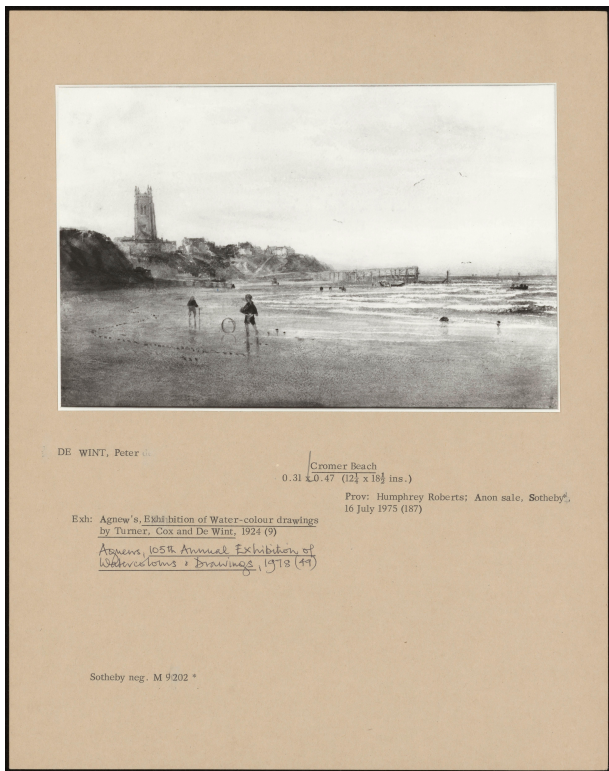 DE WINT, Peter
Cromer Beach
0.31 x 0.47 (12¼ x 18½ ins.)
Prov: Humphrey Roberts; Anon sale, Sotheby's,
16 July 1975 (187)
Exh: Agnew's, Exhibition of Water-colour drawings
by Turner, Cox and De Wint, 1924 (9)
Agnews, 105th Annual Exhibition of
Watercolours & Drawings, 1978 (49)
Sotheby neg. M 9202 *